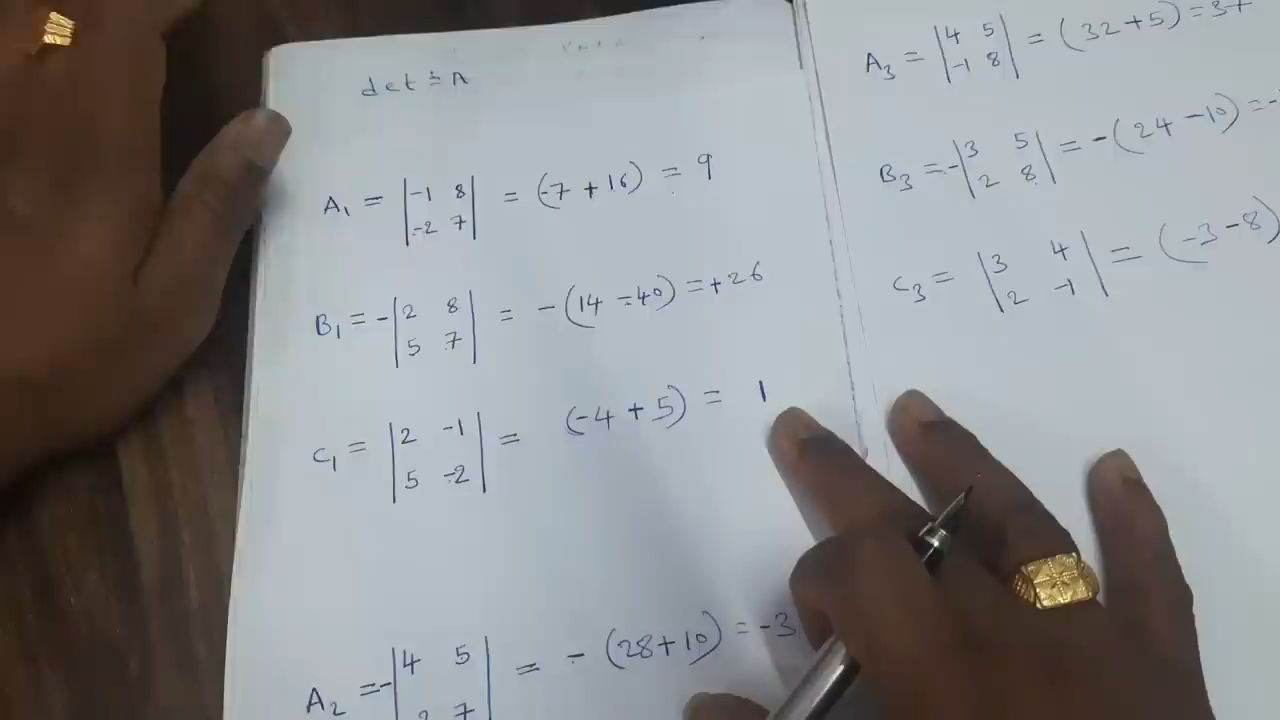 det = A
A₁ = |-1 8; -2 7| = (-7 + 16) = 9
B₁ = -|2 8; 5 7| = -(14 - 40) = +26
C₁ = |2 -1; 5 -2| = (-4 + 5) = 1
A₂ = -|4 5; 7| = -(28 + 10) = -3
A₃ = |4 5; -1 8| = (32 + 5) = 37
B₃ = -|3 5; 2 8| = -(24 - 10) = -
C₃ = |3 4; 2 -1| = (-3 - 8)